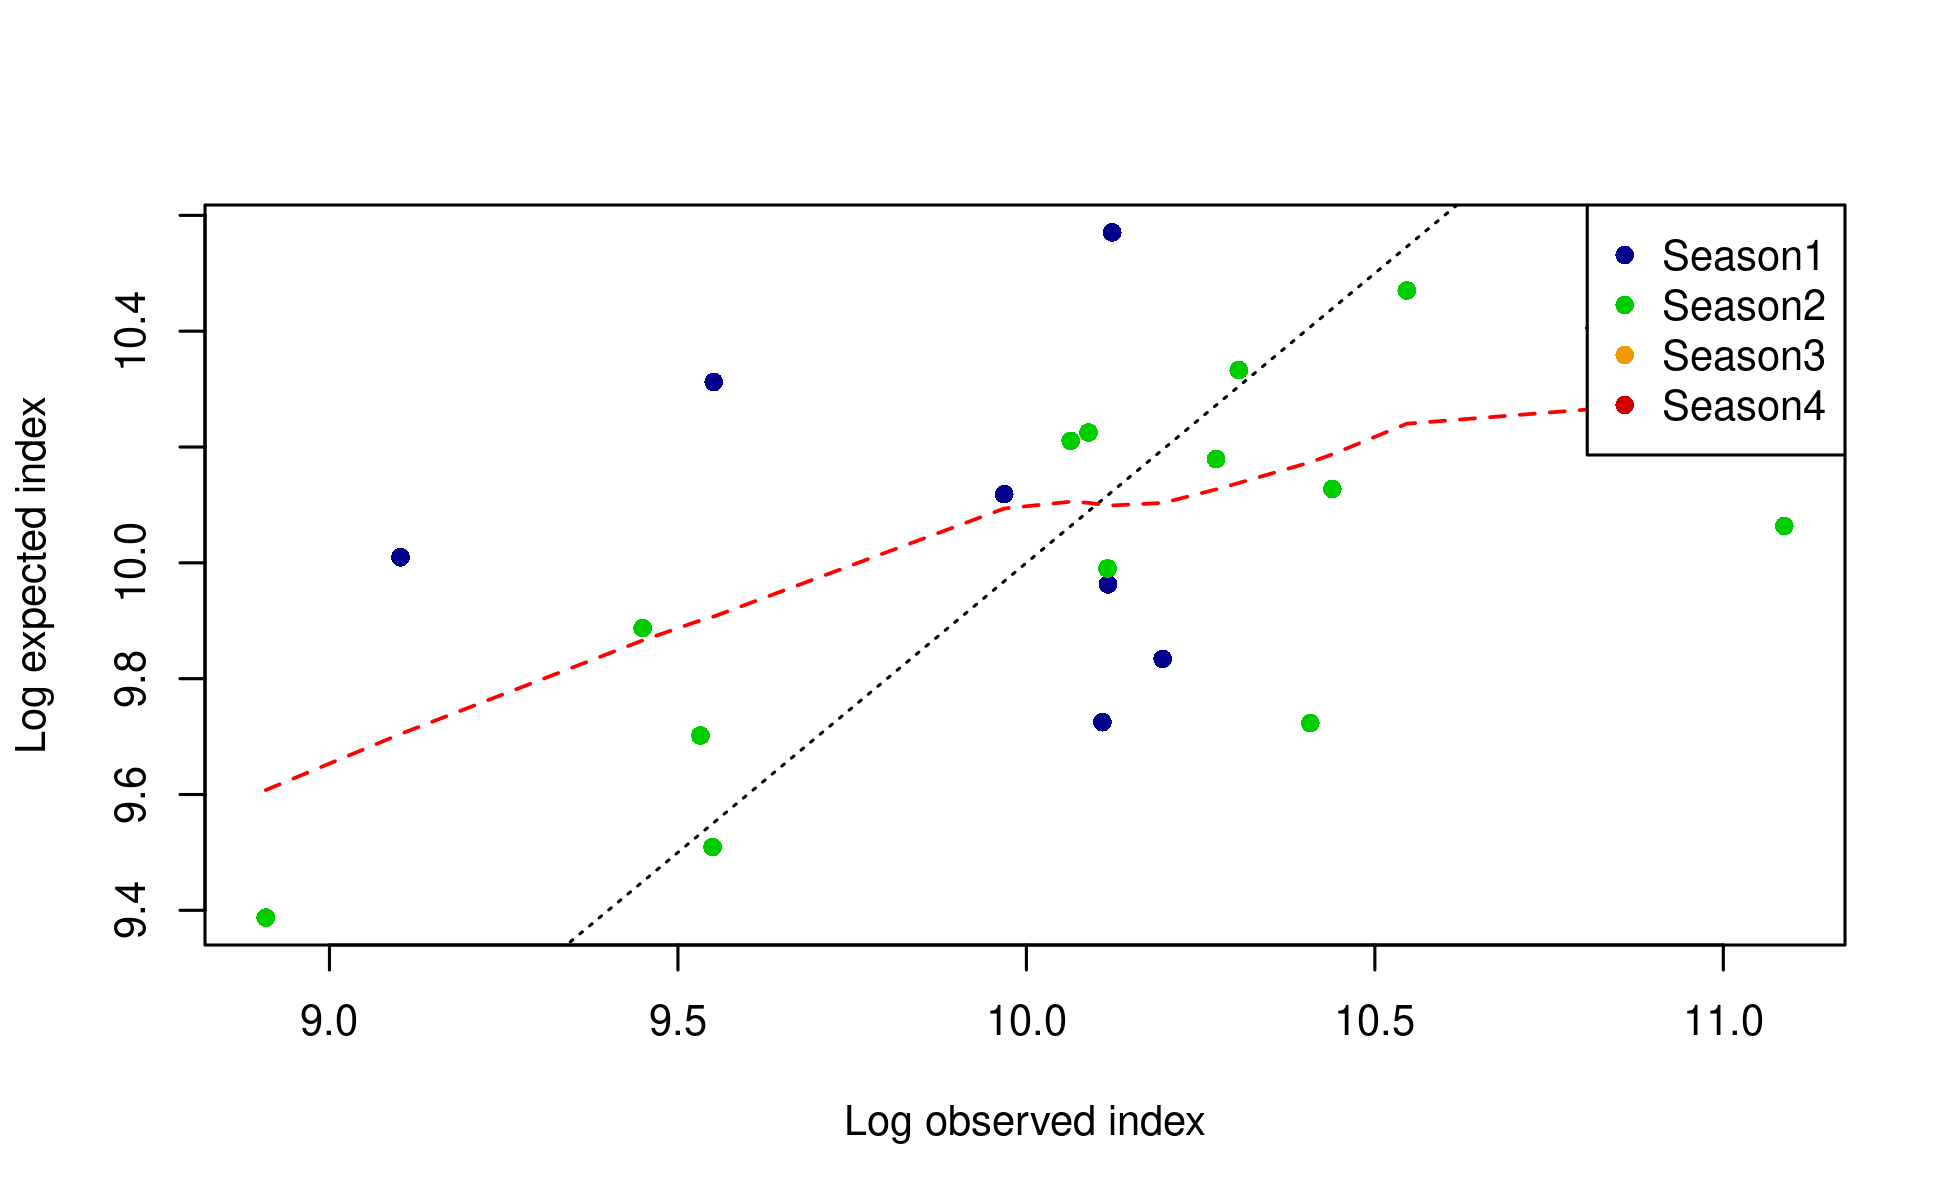 Season1
Season2
Season3
Season4
Log expected index
10.4
10.0
9.8
9.6
9.4
9.0 9.5 10.0 10.5 11.0
Log observed index